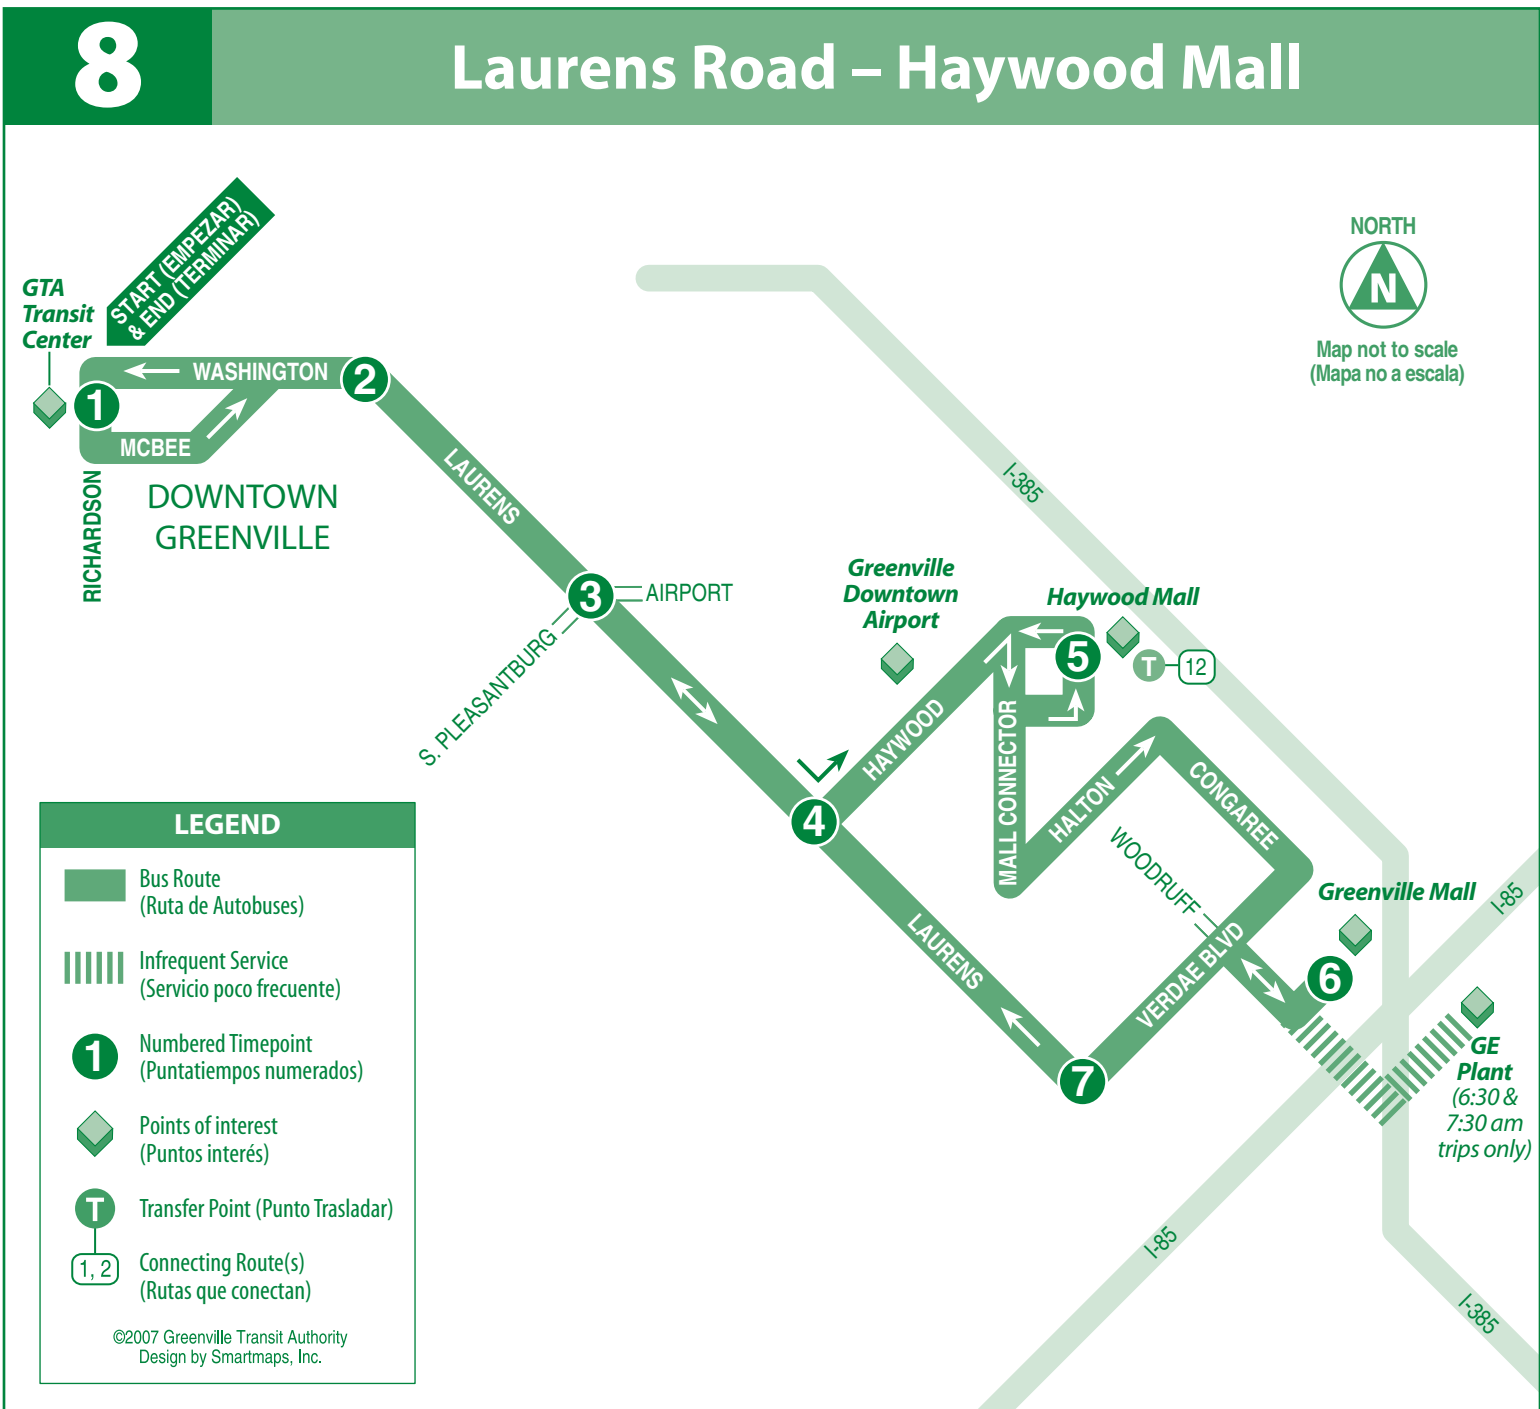 8
Laurens Road – Haywood Mall
START (EMPEZAR)
& END (TERMINAR)
GTA
Transit
Center
NORTH
N
Map not to scale
(Mapa no a escala)
WASHINGTON
2
1
MCBEE
RICHARDSON
DOWNTOWN
GREENVILLE
LAURENS
I-385
3
AIRPORT
S. PLEASANTBURG
Greenville
Downtown
Airport
Haywood Mall
5
T
12
HAYWOOD
MALL CONNECTOR
4
HALTON
CONGAREE
WOODRUFF
Greenville Mall
I-85
LAURENS
VERDAE BLVD
6
7
GE
Plant
(6:30 &
7:30 am
trips only)
I-85
I-385
LEGEND
Bus Route
(Ruta de Autobuses)
Infrequent Service
(Servicio poco frecuente)
1
Numbered Timepoint
(Puntatiempos numerados)
Points of interest
(Puntos interés)
T
Transfer Point (Punto Trasladar)
1, 2
Connecting Route(s)
(Rutas que conectan)
©2007 Greenville Transit Authority
Design by Smartmaps, Inc.